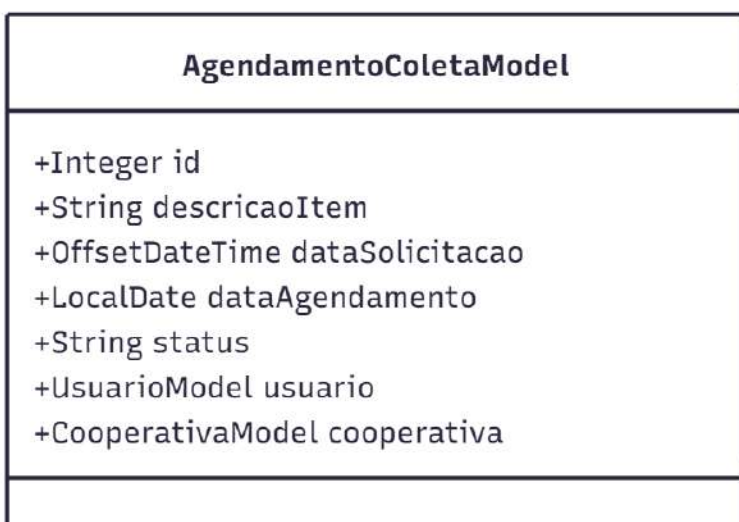 AgendamentoColetaModel
+Integer id
+String descricaoItem
+OffsetDateTime dataSolicitacao
+LocalDate dataAgendamento
+String status
+UsuarioModel usuario
+CooperativaModel cooperativa